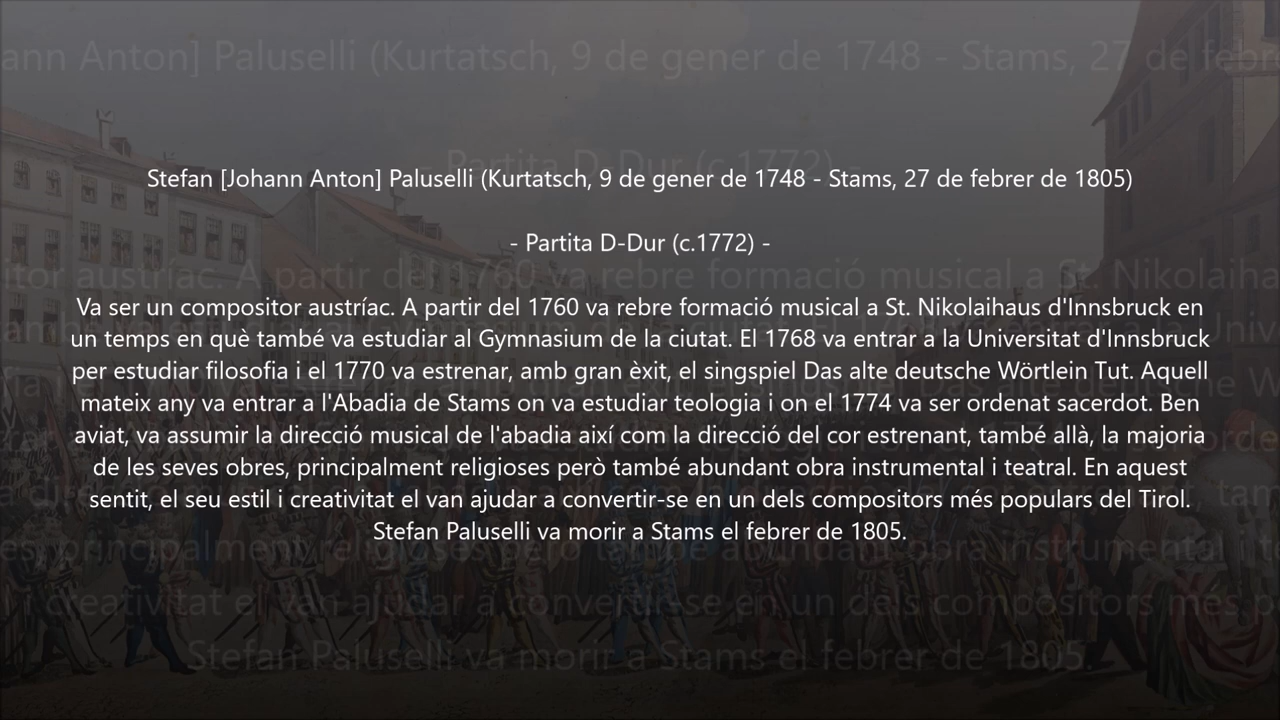 Stefan [Johann Anton] Paluselli (Kurtatsch, 9 de gener de 1748 - Stams, 27 de febrer de 1805)
- Partita D-Dur (c.1772) -
Va ser un compositor austríac. A partir del 1760 va rebre formació musical a St. Nikolaihaus d'Innsbruck en
un temps en què també va estudiar al Gymnasium de la ciutat. El 1768 va entrar a la Universitat d'Innsbruck
per estudiar filosofia i el 1770 va estrenar, amb gran èxit, el singspiel Das alte deutsche Wörtlein Tut. Aquell
mateix any va entrar a l'Abadia de Stams on va estudiar teologia i on el 1774 va ser ordenat sacerdot. Ben
aviat, va assumir la direcció musical de l'abadia així com la direcció del cor estrenant, també allà, la majoria
de les seves obres, principalment religioses però també abundant obra instrumental i teatral. En aquest
sentit, el seu estil i creativitat el van ajudar a convertir-se en un dels compositors més populars del Tirol.
Stefan Paluselli va morir a Stams el febrer de 1805.